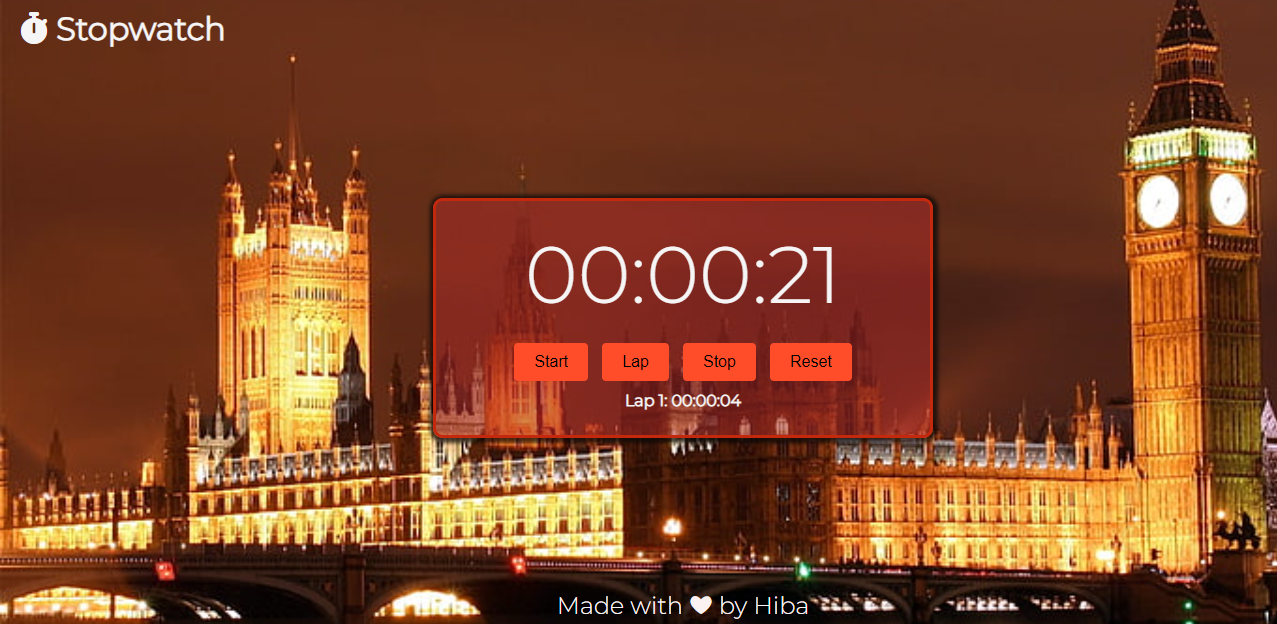 Stopwatch
00:00:21
Start Lap Stop Reset
Lap 1: 00:00:04
Made with ♥ by Hiba